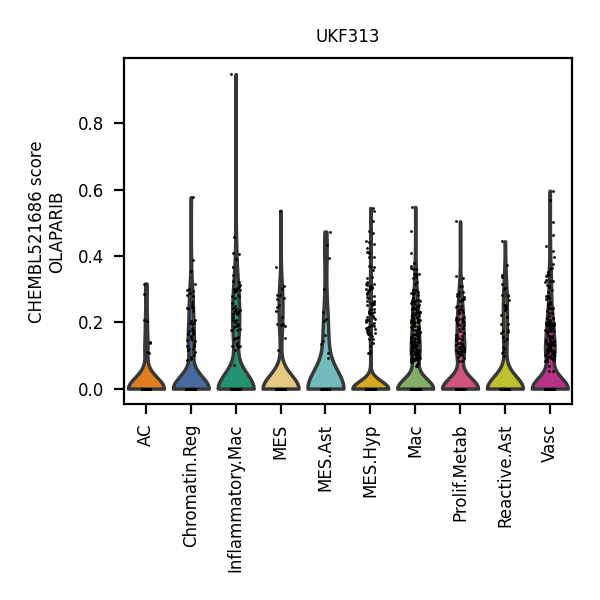 UKF313
CHEMBL521686 score
OLAPARIB
0.8
0.6
0.4
0.2
0.0
AC
Chromatin.Reg
Inflammatory.Mac
MES
MES.Ast
MES.Hyp
Mac
Prolif.Metab
Reactive.Ast
Vasc